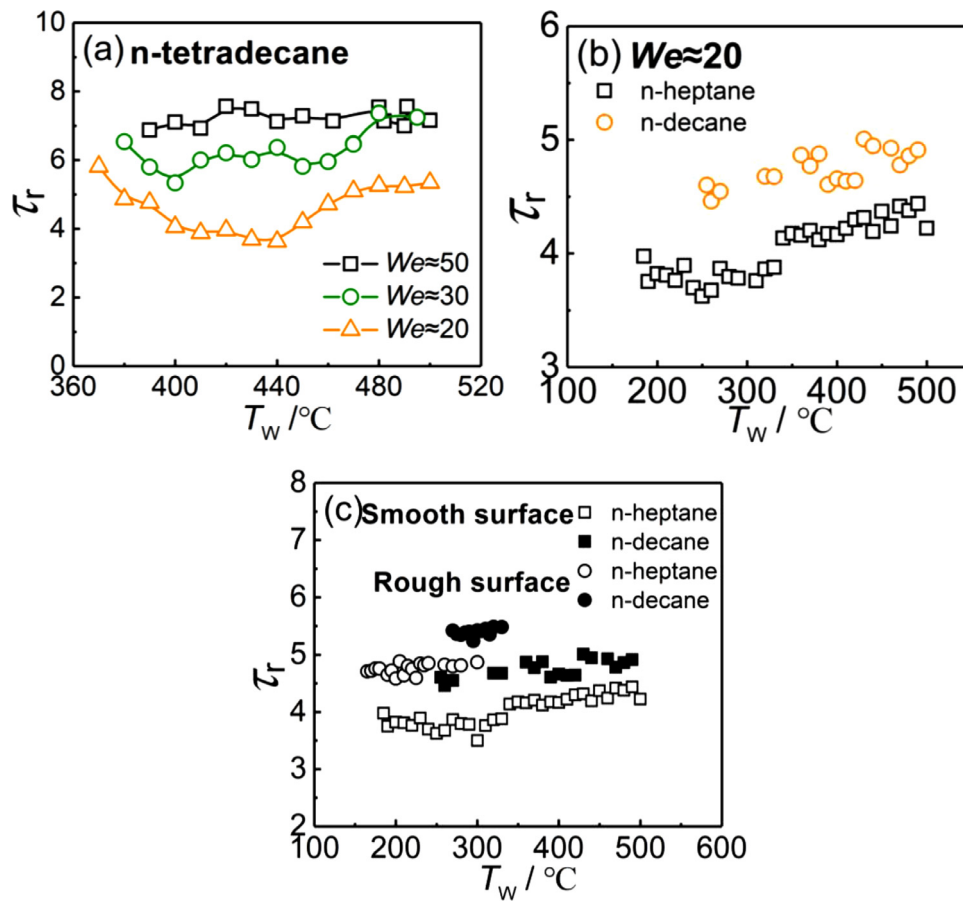 (a) n-tetradecane
10
8
6
4
2
0
τr
We≈50
We≈30
We≈20
360 400 440 480 520
Tw /°C
(b) We≈20
n-heptane
n-decane
6
5
4
3
τr
100 200 300 400 500
Tw / °C
(c) Smooth surface
n-heptane
n-decane
Rough surface
n-heptane
n-decane
8
7
6
5
4
3
2
τr
100 200 300 400 500 600
Tw / °C